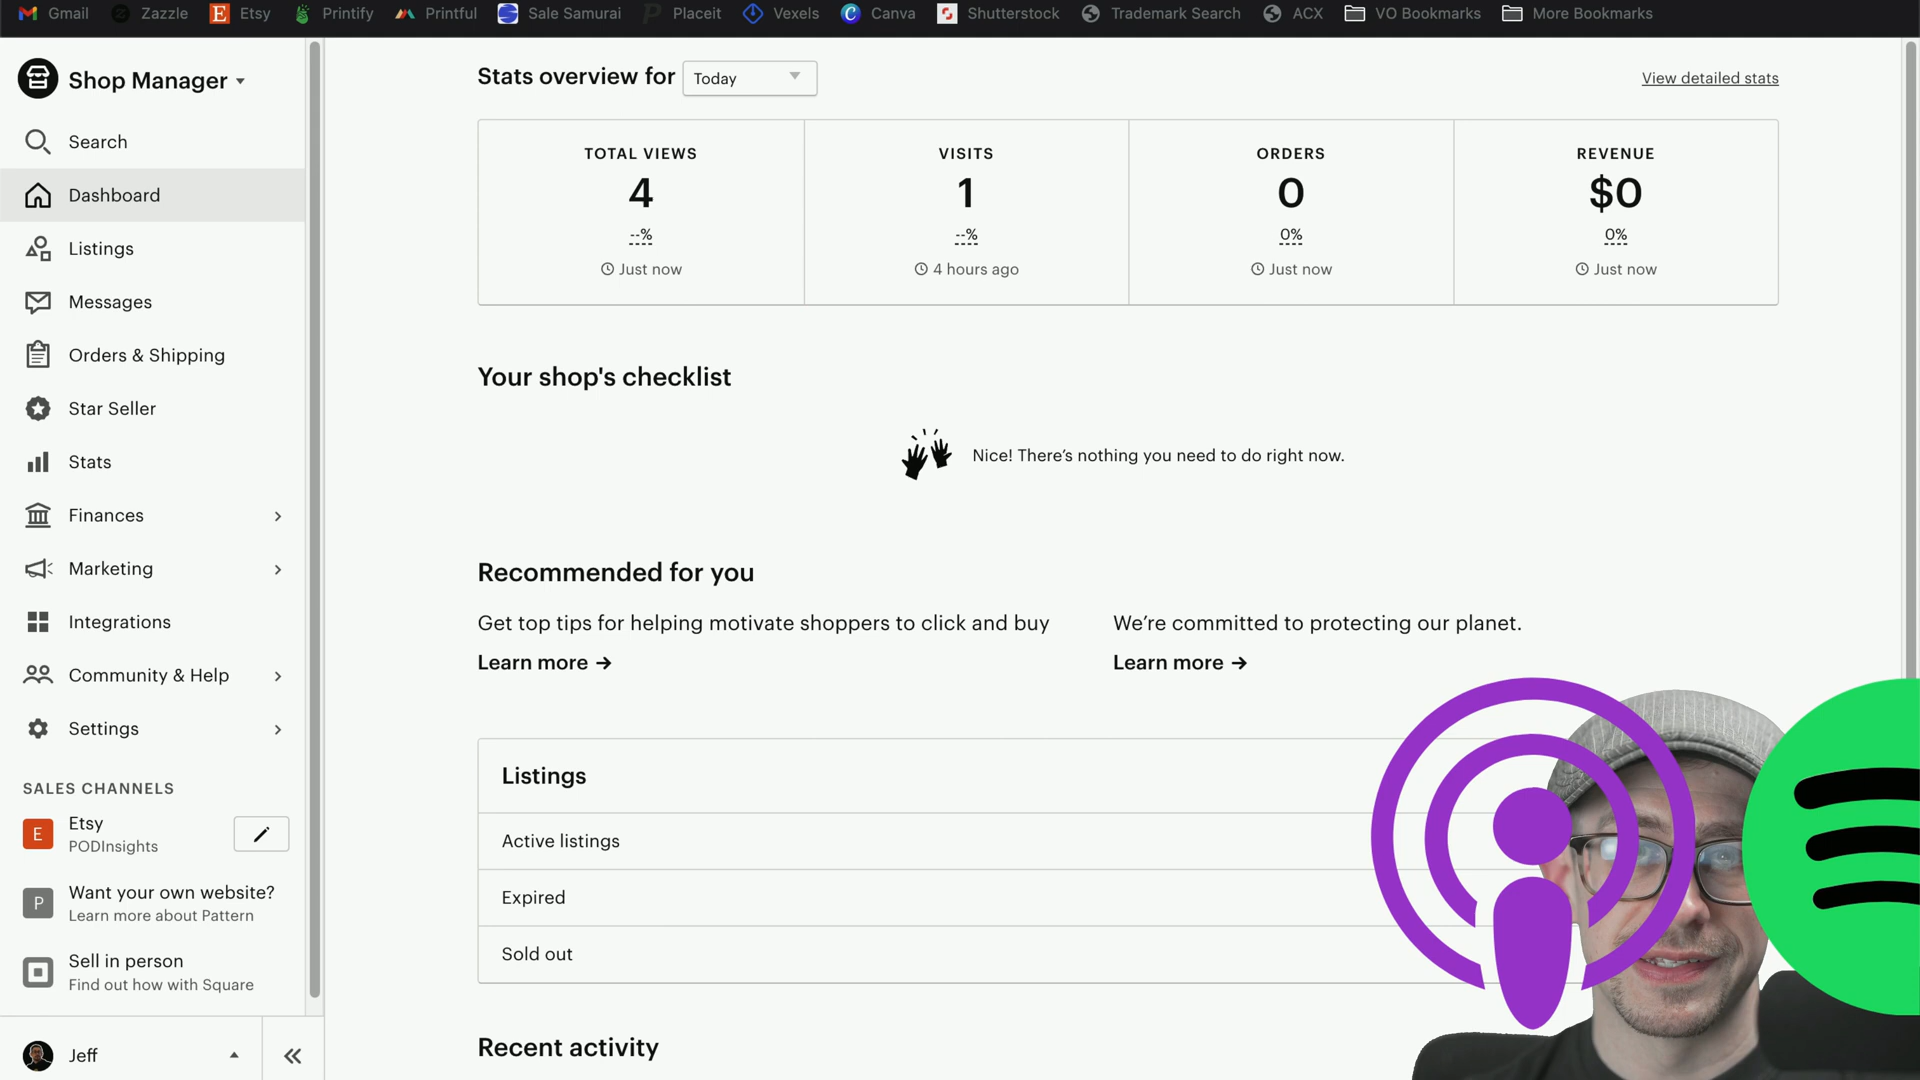 Gmail Zazzle Etsy Printify Printful Sale Samurai Placeit Vexels Canva Shutterstock Trademark Search ACX VO Bookmarks More Bookmarks
Shop Manager
Search
Dashboard
Listings
Messages
Orders & Shipping
Star Seller
Stats
Finances
Marketing
Integrations
Community & Help
Settings
SALES CHANNELS
E
Etsy
PODInsights
P
Want your own website?
Learn more about Pattern
Sell in person
Find out how with Square
Jeff
Stats overview for Today
View detailed stats
TOTAL VIEWS
4
--%
Just now
VISITS
1
--%
4 hours ago
ORDERS
0
0%
Just now
REVENUE
$0
0%
Just now
Your shop's checklist
Nice! There's nothing you need to do right now.
Recommended for you
Get top tips for helping motivate shoppers to click and buy
Learn more →
We're committed to protecting our planet.
Learn more →
Listings
Active listings
Expired
Sold out
Recent activity